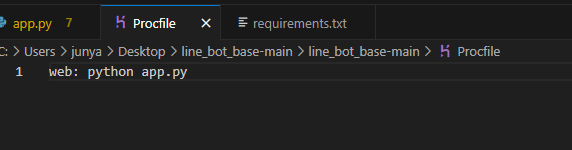 app.py 7 Procfile × requirements.txt
C: > Users > junya > Desktop > line_bot_base-main > line_bot_base-main > Procfile
1 web: python app.py